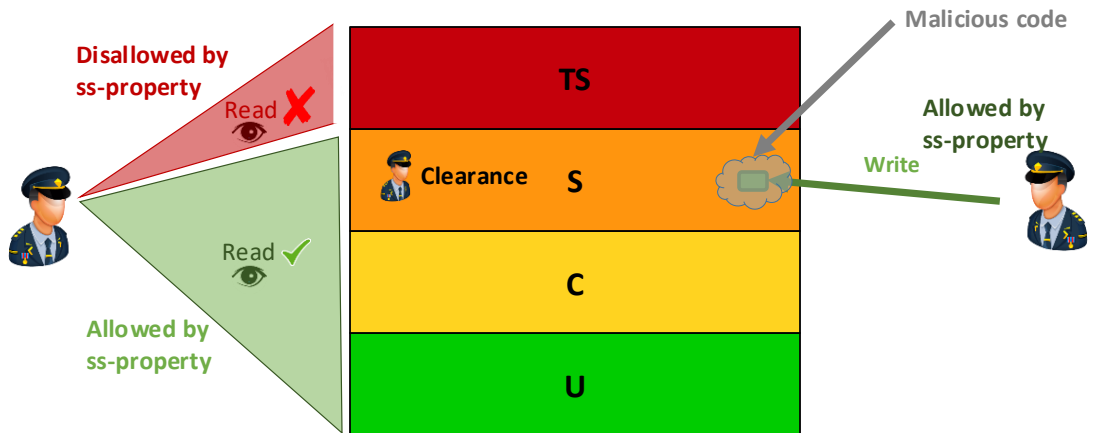 Malicious code
Disallowed by
ss-property
TS
Read
Allowed by
ss-property
Clearance
S
Write
Read
C
Allowed by
ss-property
U